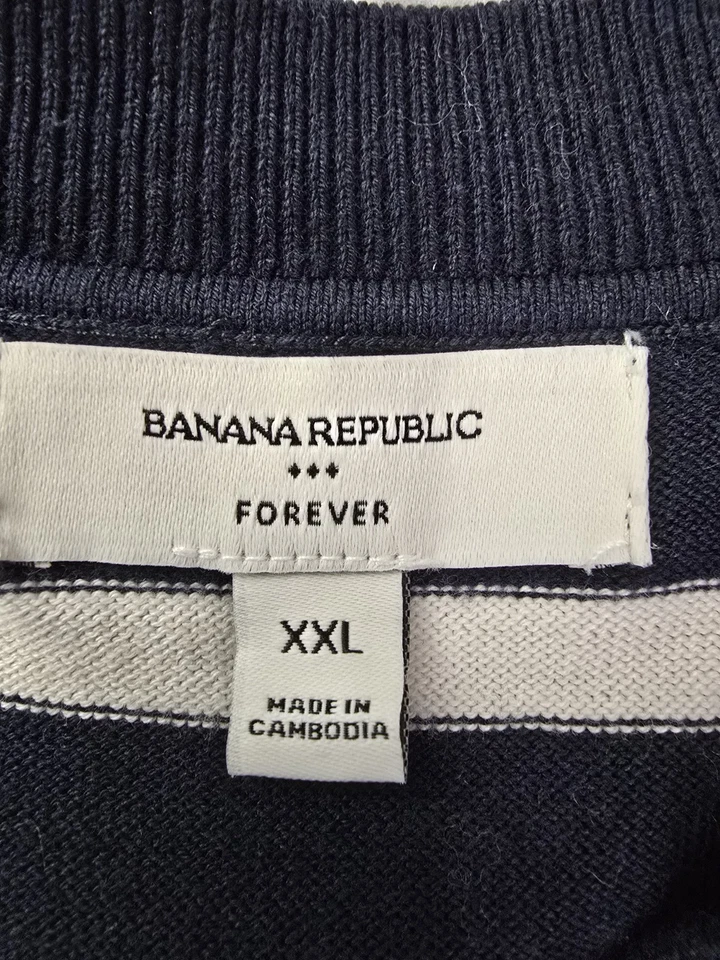 BANANA REPUBLIC
FOREVER
XXL
MADE IN
CAMBODIA